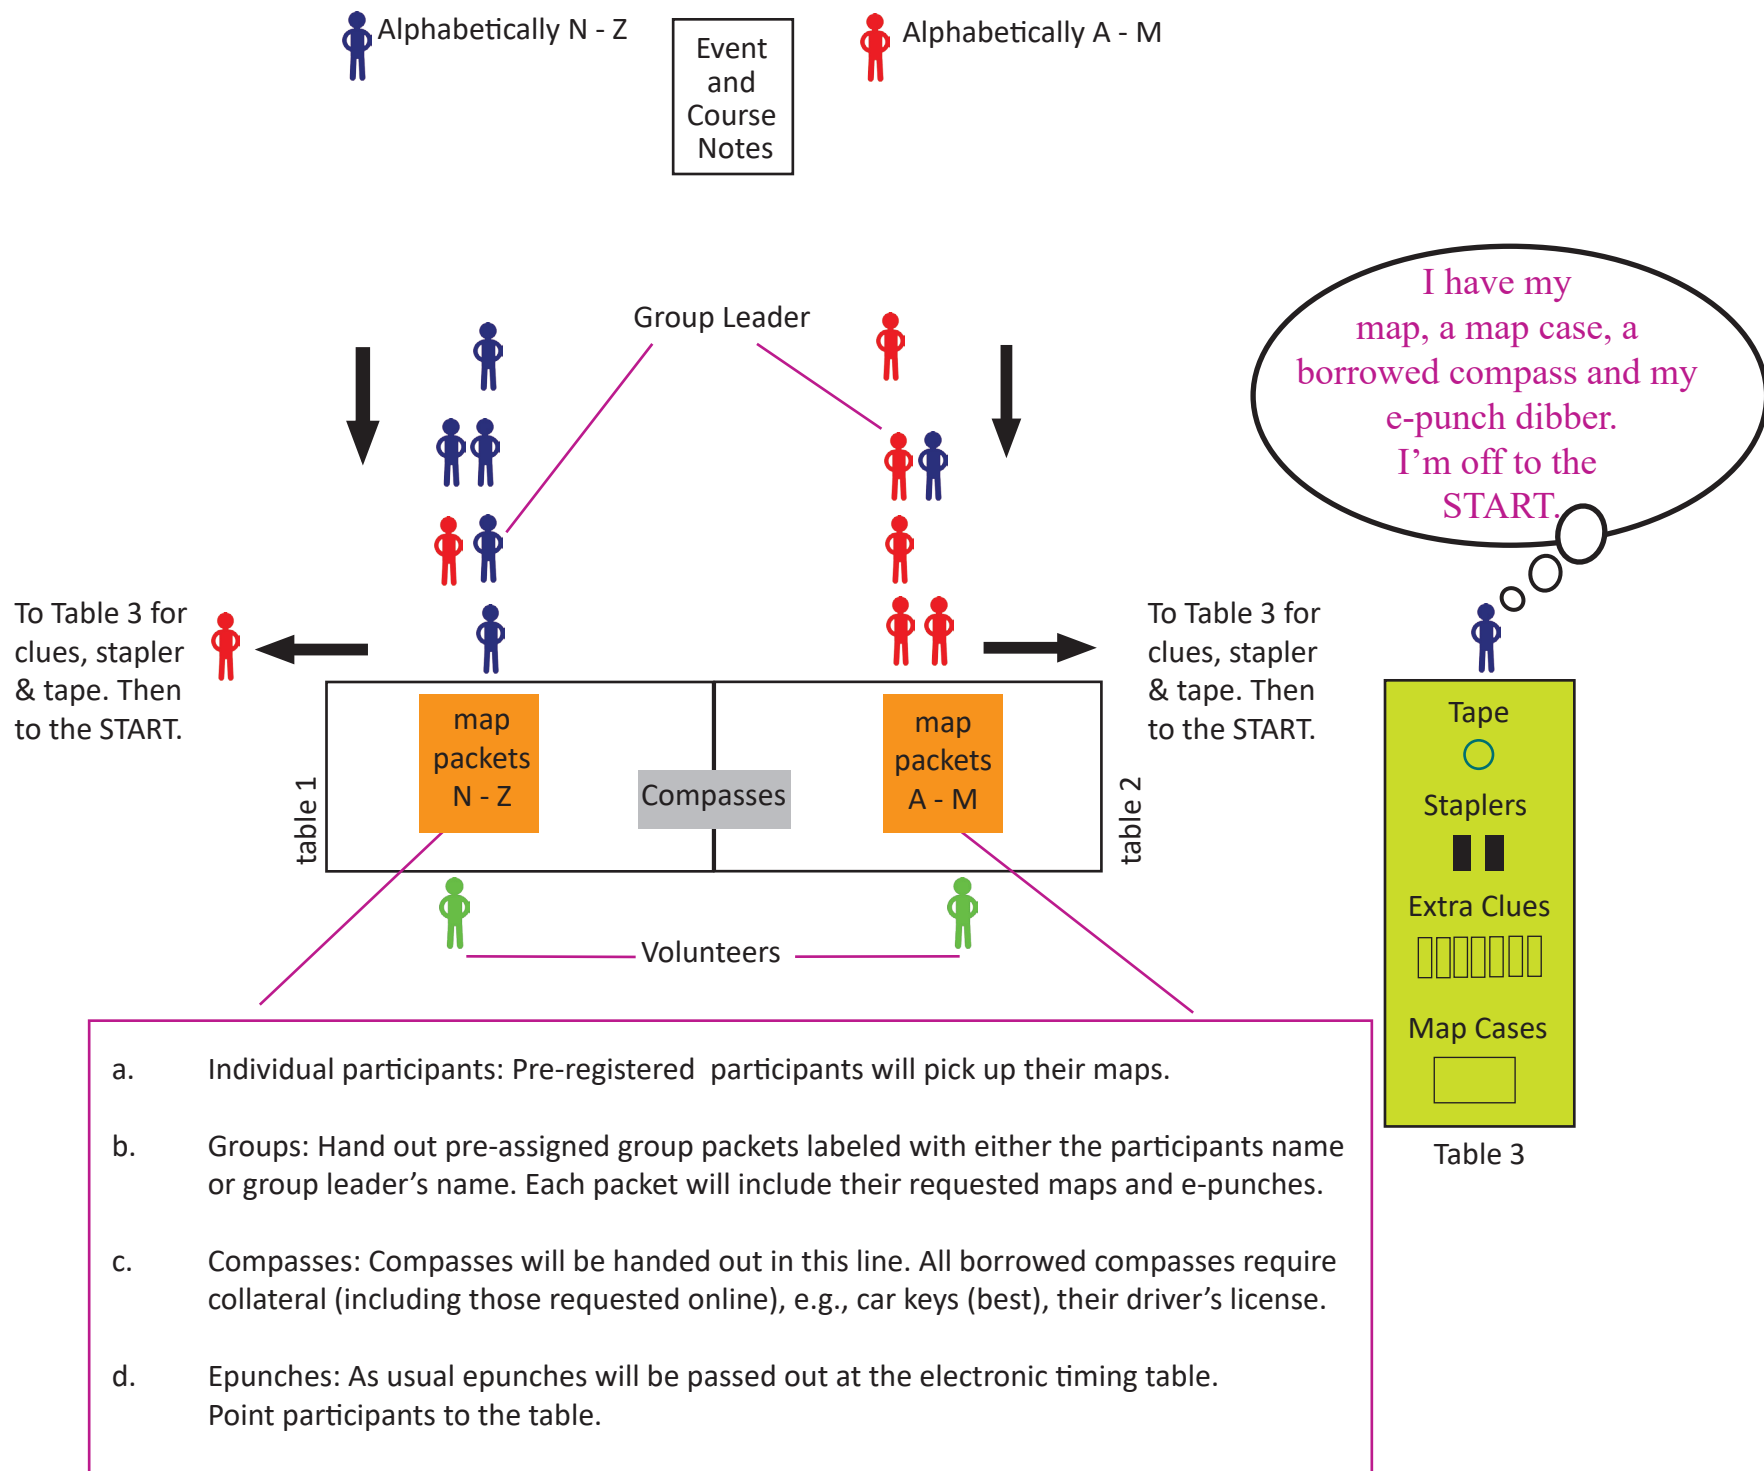 Alphabetically N - Z
Event
and
Course
Notes
Alphabetically A - M
Group Leader
I have my
map, a map case, a
borrowed compass and my
e-punch dibber.
I’m off to the
START.
To Table 3 for
clues, stapler
& tape. Then
to the START.
To Table 3 for
clues, stapler
& tape. Then
to the START.
table 1
map
packets
N - Z
Compasses
map
packets
A - M
table 2
Volunteers
Tape
Staplers
Extra Clues
Map Cases
Table 3
a. Individual participants: Pre-registered  participants will pick up their maps.
b. Groups: Hand out pre-assigned group packets labeled with either the participants name
or group leader’s name. Each packet will include their requested maps and e-punches.
c. Compasses: Compasses will be handed out in this line. All borrowed compasses require
collateral (including those requested online), e.g., car keys (best), their driver’s license.
d. Epunches: As usual epunches will be passed out at the electronic timing table.
Point participants to the table.